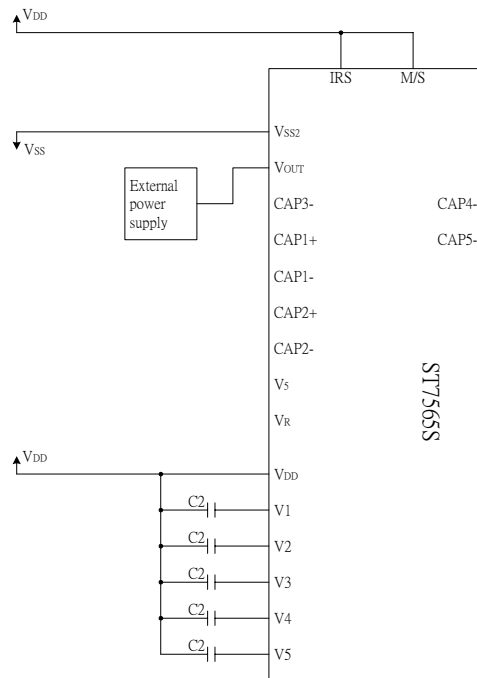 VDD
IRS M/S
VSS2
VSS
VOUT
External
power
supply
CAP3- CAP4-
CAP1+ CAP5-
CAP1-
CAP2+
CAP2-
V5
VR
ST7565S
VDD
VDD
C2 V1
C2 V2
C2 V3
C2 V4
C2 V5